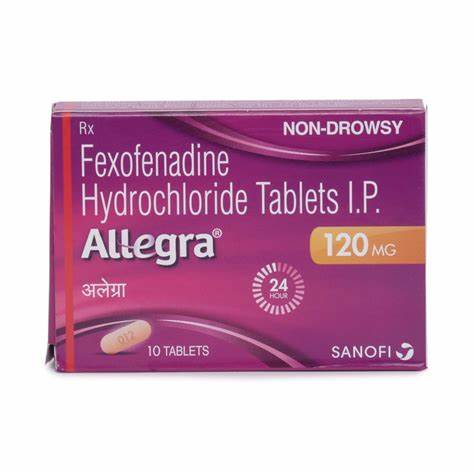 Rx
NON-DROWSY
Fexofenadine
Hydrochloride Tablets I.P.
Allegra®
120 MG
अलेग्रा
24
HOUR
012
10 TABLETS
SANOFI